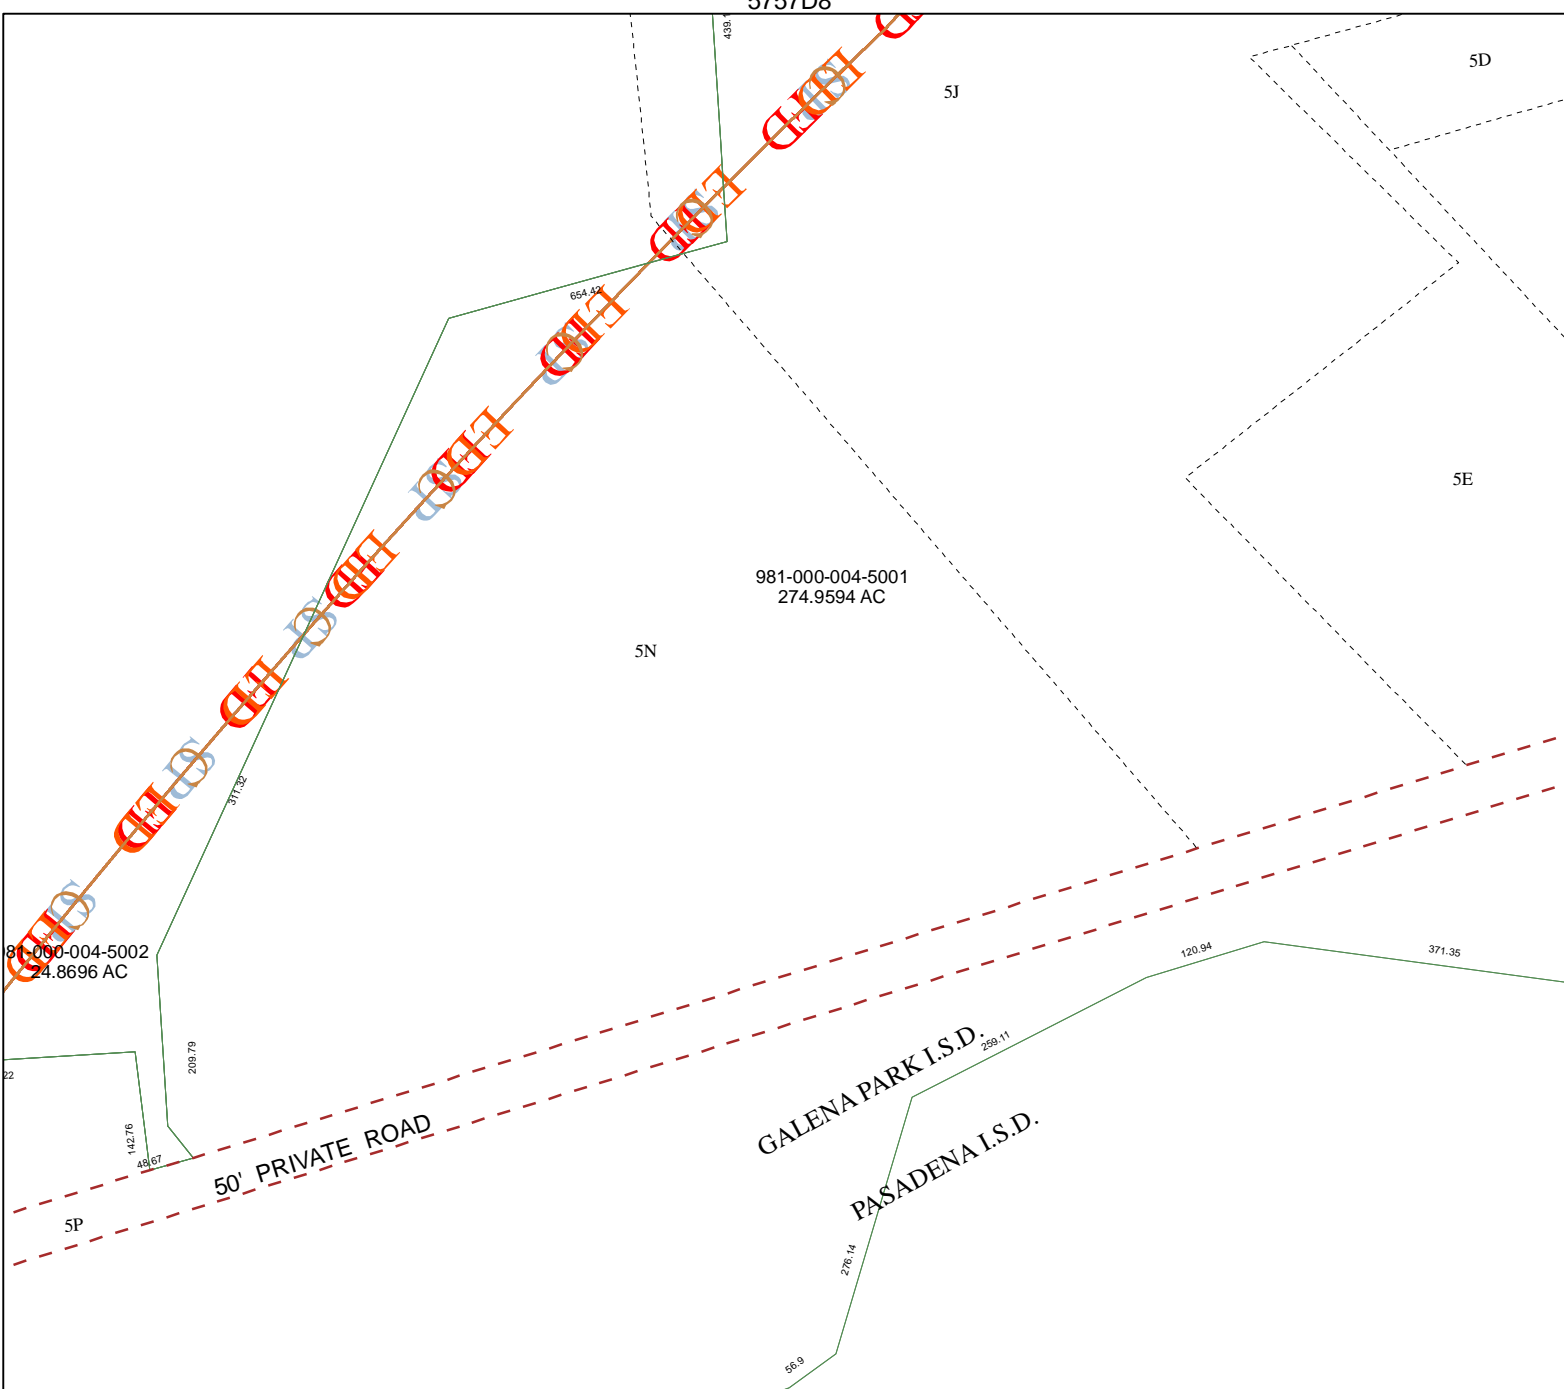 5757D8
439.1
5J
5D
654.42
5E
981-000-004-5001
274.9594 AC
5N
311.32
81-000-004-5002
24.8696 AC
120.94
371.35
259.11
209.79
22
142.76
48.67
GALENA PARK I.S.D.
50' PRIVATE ROAD
PASADENA I.S.D.
5P
276.14
56.9